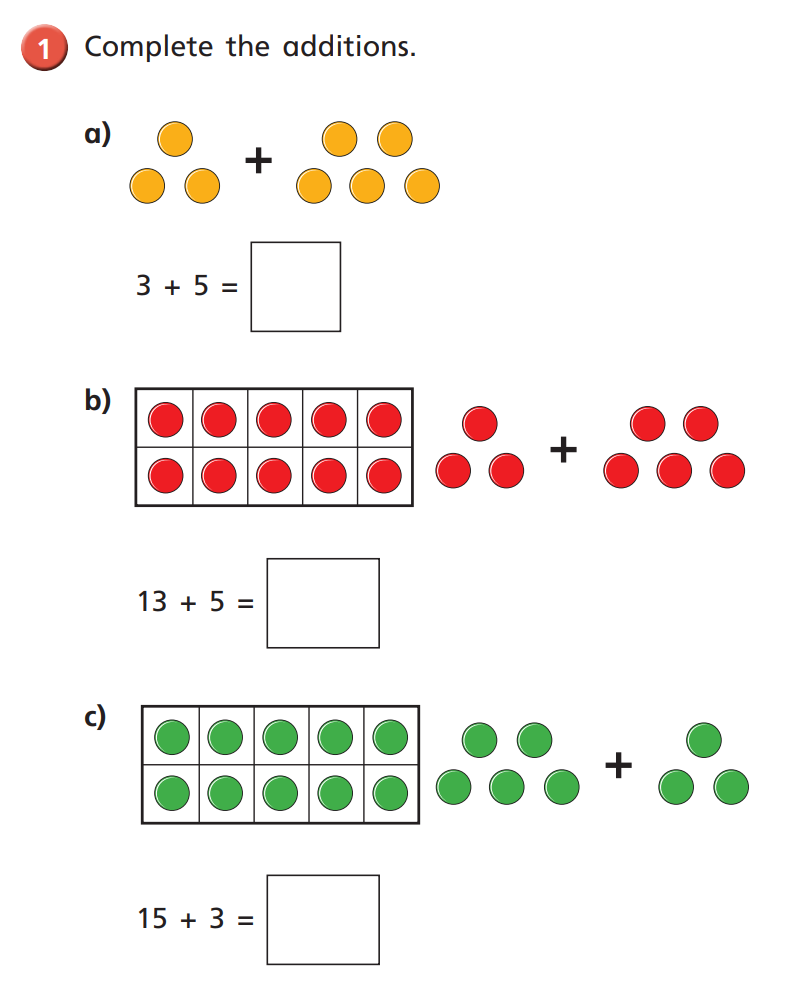 1 Complete the additions.
a)
+
3 + 5 =
b)
+
13 + 5 =
c)
+
15 + 3 =